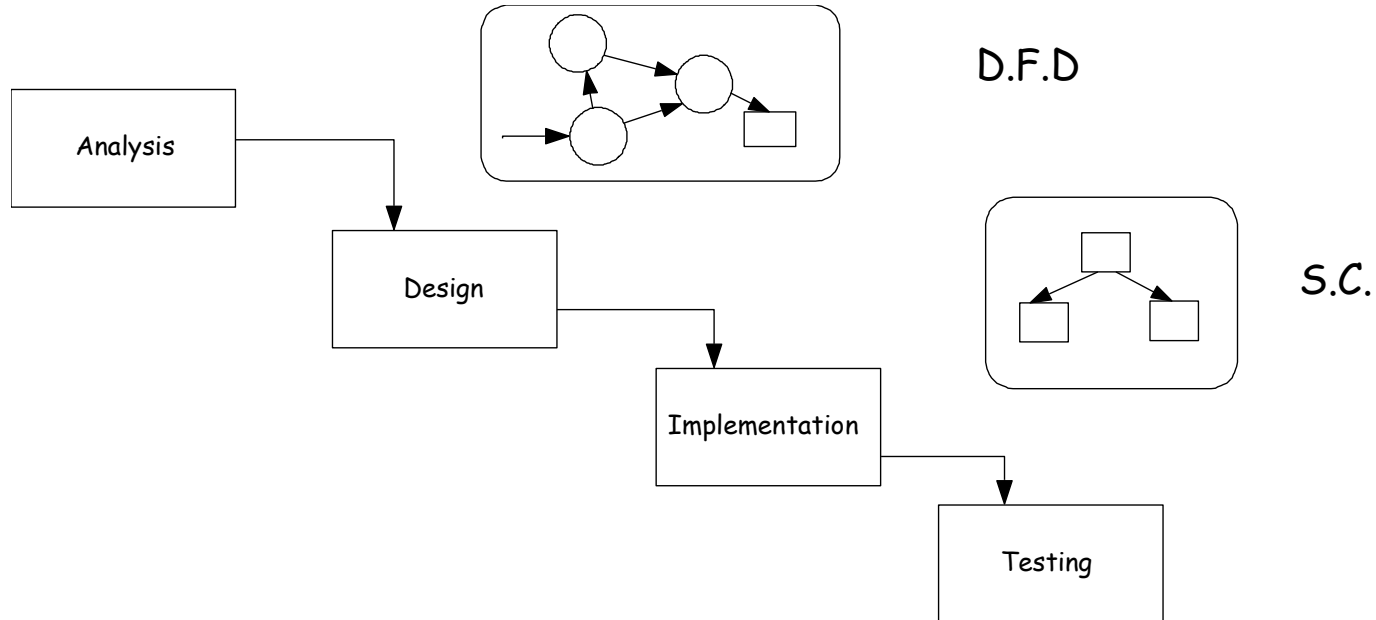 D.F.D
Analysis
Design
S.C.
Implementation
Testing